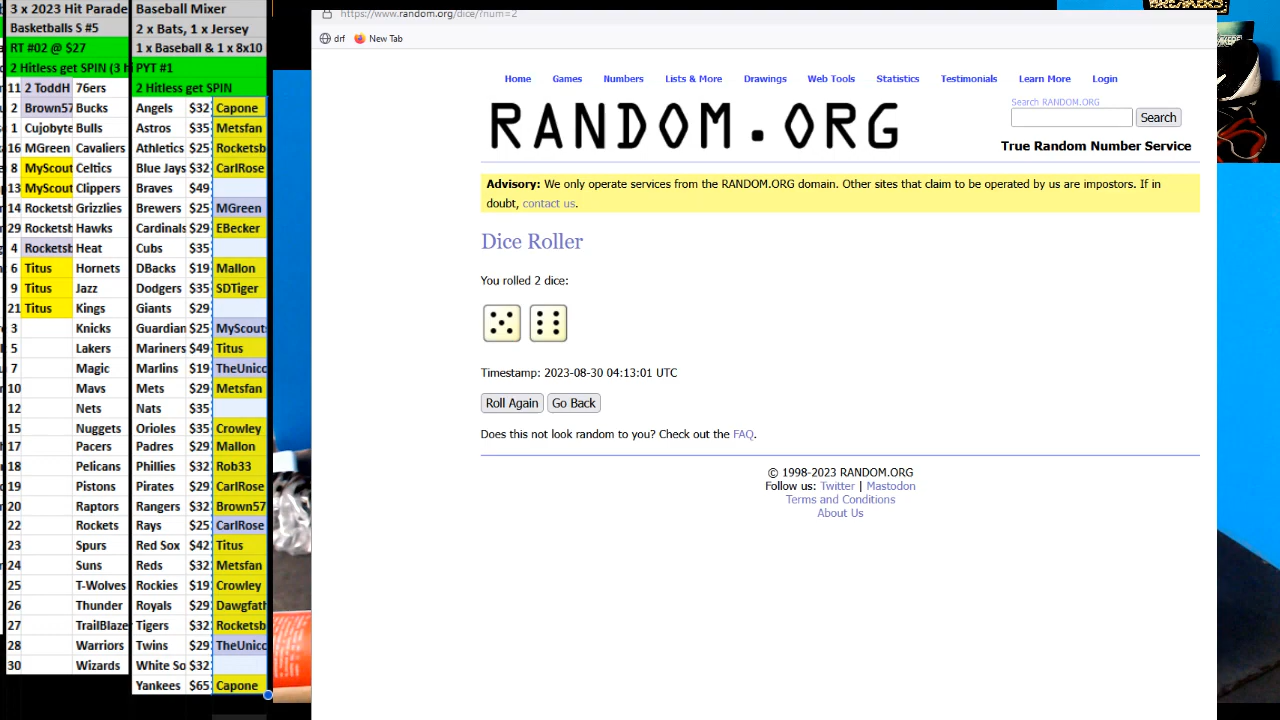 3 x 2023 Hit Parade
Basketballs S #5
RT #02 @ $27
2 Hitless get SPIN (3 h
11 2 ToddH 76ers
2 Brown57 Bucks
1 Cujobyte Bulls
16 MGreen Cavaliers
8 MyScout Celtics
13 MyScout Clippers
14 Rocketsb Grizzlies
29 Rocketsb Hawks
4 Rocketsb Heat
6 Titus Hornets
9 Titus Jazz
21 Titus Kings
3 Knicks
5 Lakers
7 Magic
10 Mavs
12 Nets
15 Nuggets
17 Pacers
18 Pelicans
19 Pistons
20 Raptors
22 Rockets
23 Spurs
24 Suns
25 T-Wolves
26 Thunder
27 TrailBlaze
28 Warriors
30 Wizards
Baseball Mixer
2 x Bats, 1 x Jersey
1 x Baseball & 1 x 8x10
PYT #1
2 Hitless get SPIN
Angels $32 Capone
Astros $35 Metsfan
Athletics $25 Rocketsb
Blue Jays $32 CarlRose
Braves $49
Brewers $25 MGreen
Cardinals $29 EBecker
Cubs $35
DBacks $19 Mallon
Dodgers $35 SDTiger
Giants $29
Guardian $25 MyScout
Mariners $49 Titus
Marlins $19 TheUnico
Mets $29 Metsfan
Nats $35
Orioles $35 Crowley
Padres $29 Mallon
Phillies $32 Rob33
Pirates $29 CarlRose
Rangers $32 Brown57
Rays $25 CarlRose
Red Sox $42 Titus
Reds $32 Metsfan
Rockies $19 Crowley
Royals $29 Dawgfath
Tigers $32 Rocketsb
Twins $29 TheUnico
White So $32
Yankees $65 Capone
https://www.random.org/dice/?num=2
drf New Tab
Home Games Numbers Lists & More Drawings Web Tools Statistics Testimonials Learn More Login
RANDOM.ORG
Search RANDOM.ORG
Search
True Random Number Service
Advisory: We only operate services from the RANDOM.ORG domain. Other sites that claim to be operated by us are impostors. If in
doubt, contact us.
Dice Roller
You rolled 2 dice:
Timestamp: 2023-08-30 04:13:01 UTC
Roll Again Go Back
Does this not look random to you? Check out the FAQ.
© 1998-2023 RANDOM.ORG
Follow us: Twitter | Mastodon
Terms and Conditions
About Us